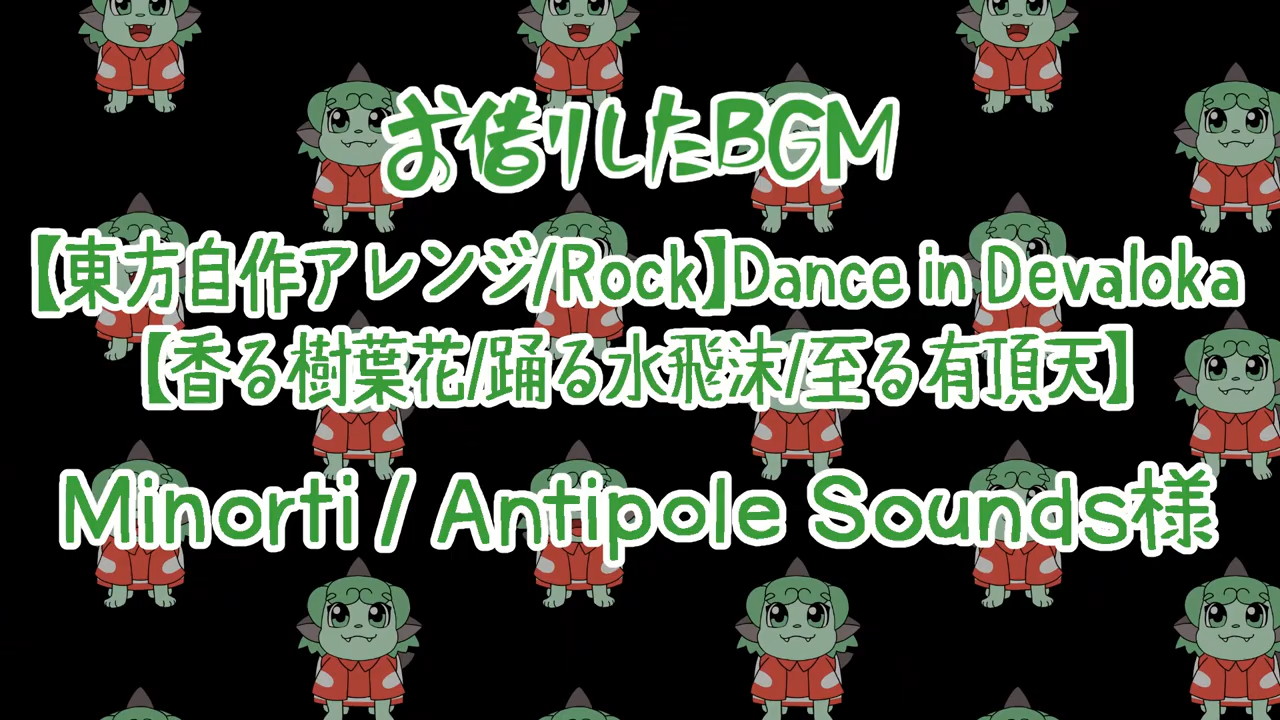 お借りしたBGM
【東方自作アレンジ/Rock】Dance in Devaloka
【香る樹葉花/踊る水飛沫/至る有頂天】
Minorti / Antipole Sounds様